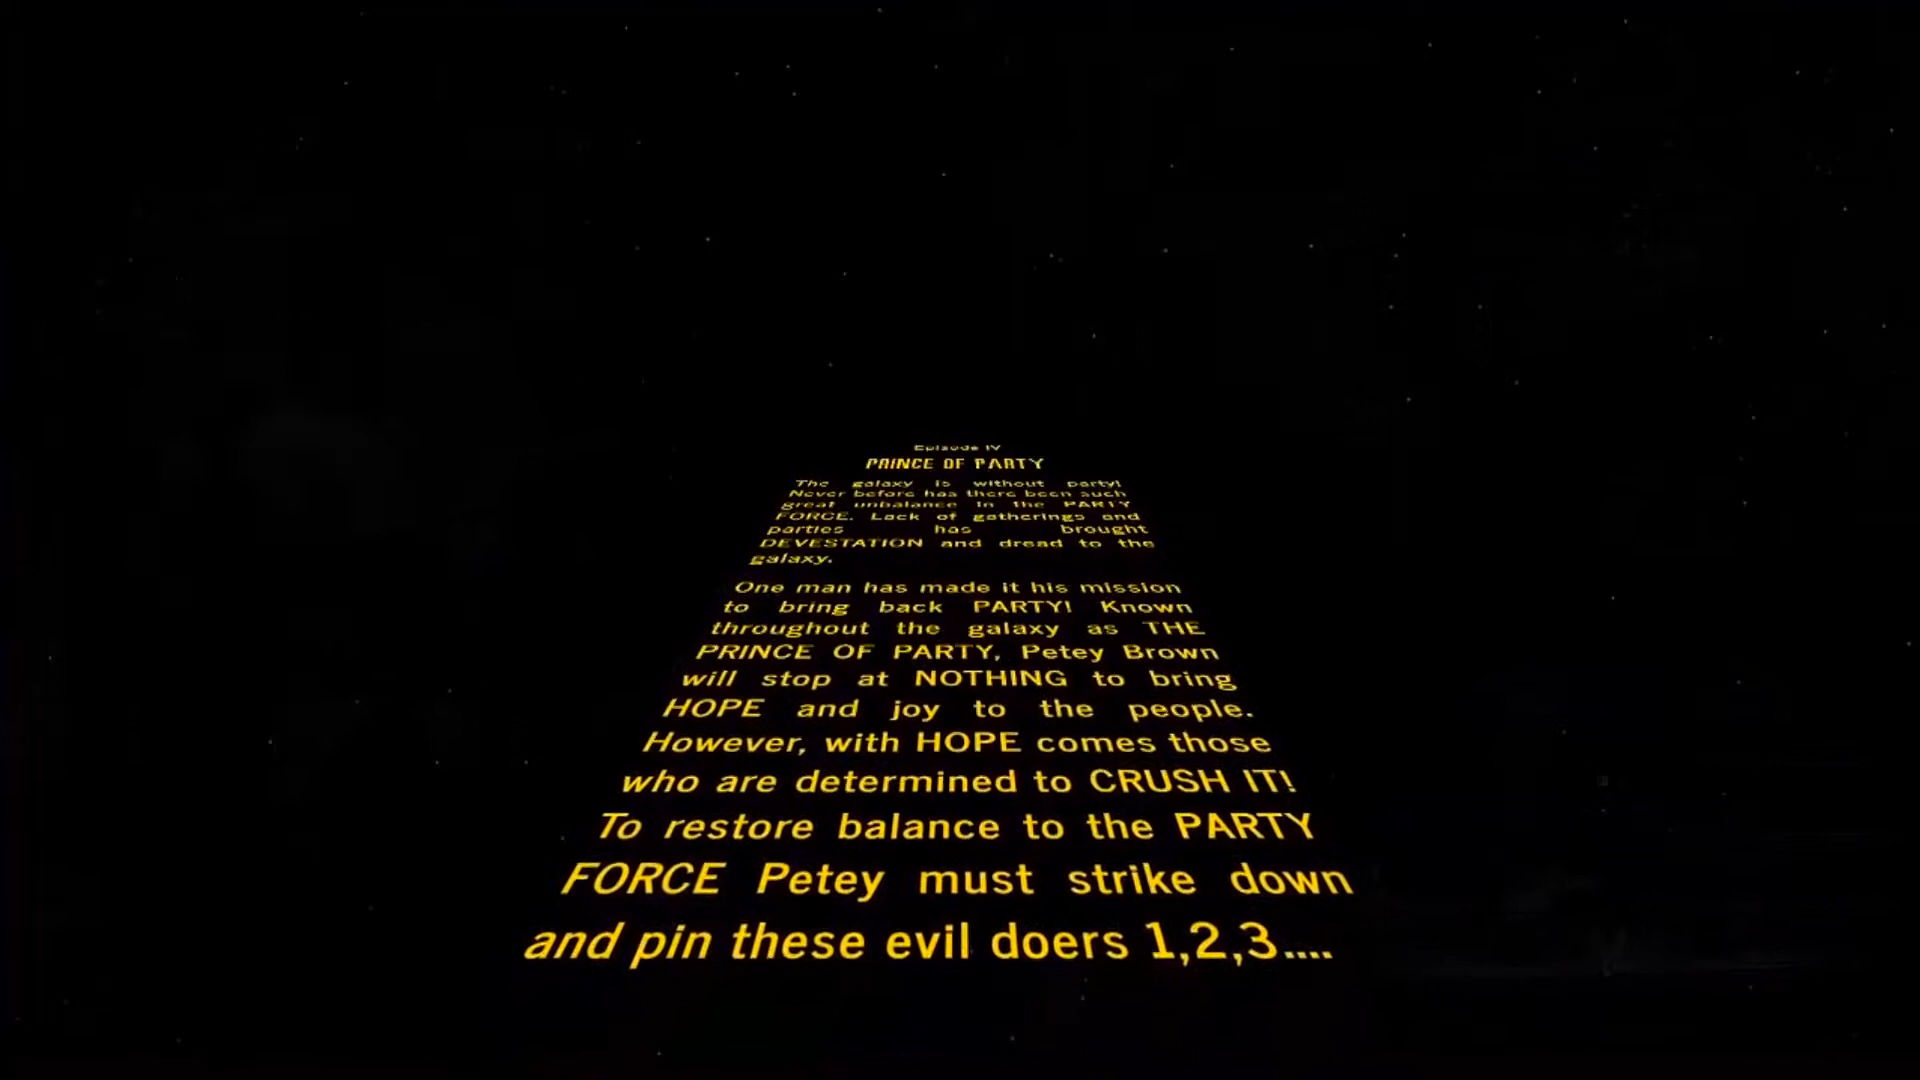 Episode IV
PRINCE OF PARTY
The galaxy is without party!
Never before has there been such
great unbalance in the PARTY
FORCE. Lack of gatherings and
parties has brought
DEVESTATION and dread to the
galaxy.
One man has made it his mission
to bring back PARTY! Known
throughout the galaxy as THE
PRINCE OF PARTY, Petey Brown
will stop at NOTHING to bring
HOPE and joy to the people.
However, with HOPE comes those
who are determined to CRUSH IT!
To restore balance to the PARTY
FORCE Petey must strike down
and pin these evil doers 1,2,3....